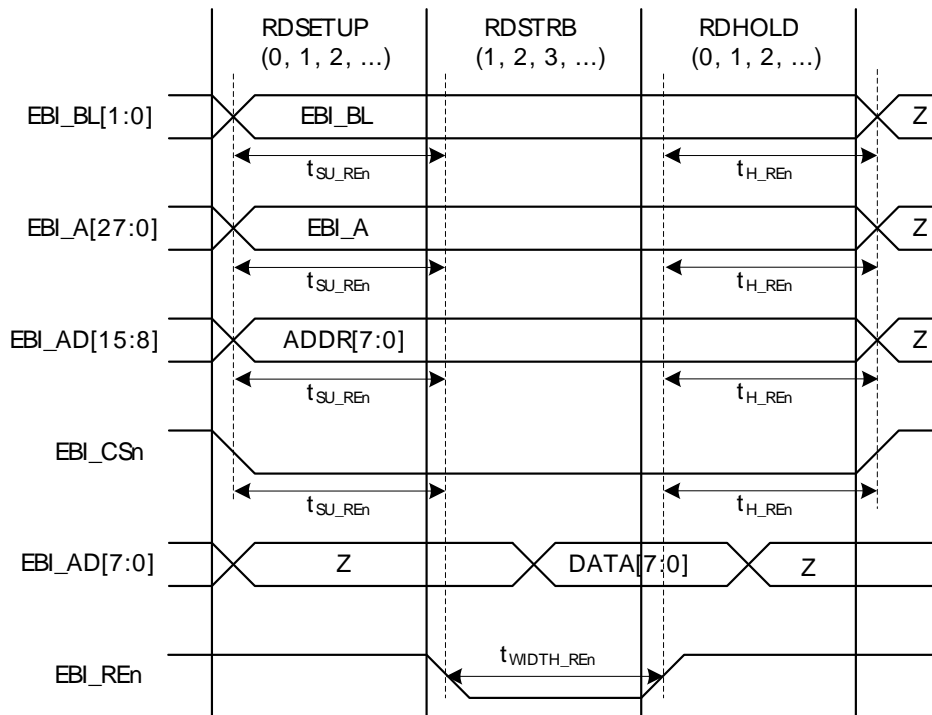 RDSETUP
(0, 1, 2, ...)
RDSTRB
(1, 2, 3, ...)
RDHOLD
(0, 1, 2, ...)
EBI_BL[1:0]
EBI_BL
Z
tSU_REn
tH_REn
EBI_A[27:0]
EBI_A
Z
tSU_REn
tH_REn
EBI_AD[15:8]
ADDR[7:0]
Z
tSU_REn
tH_REn
EBI_CSn
tSU_REn
tH_REn
EBI_AD[7:0]
Z
DATA[7:0]
Z
EBI_REn
tWIDTH_REn